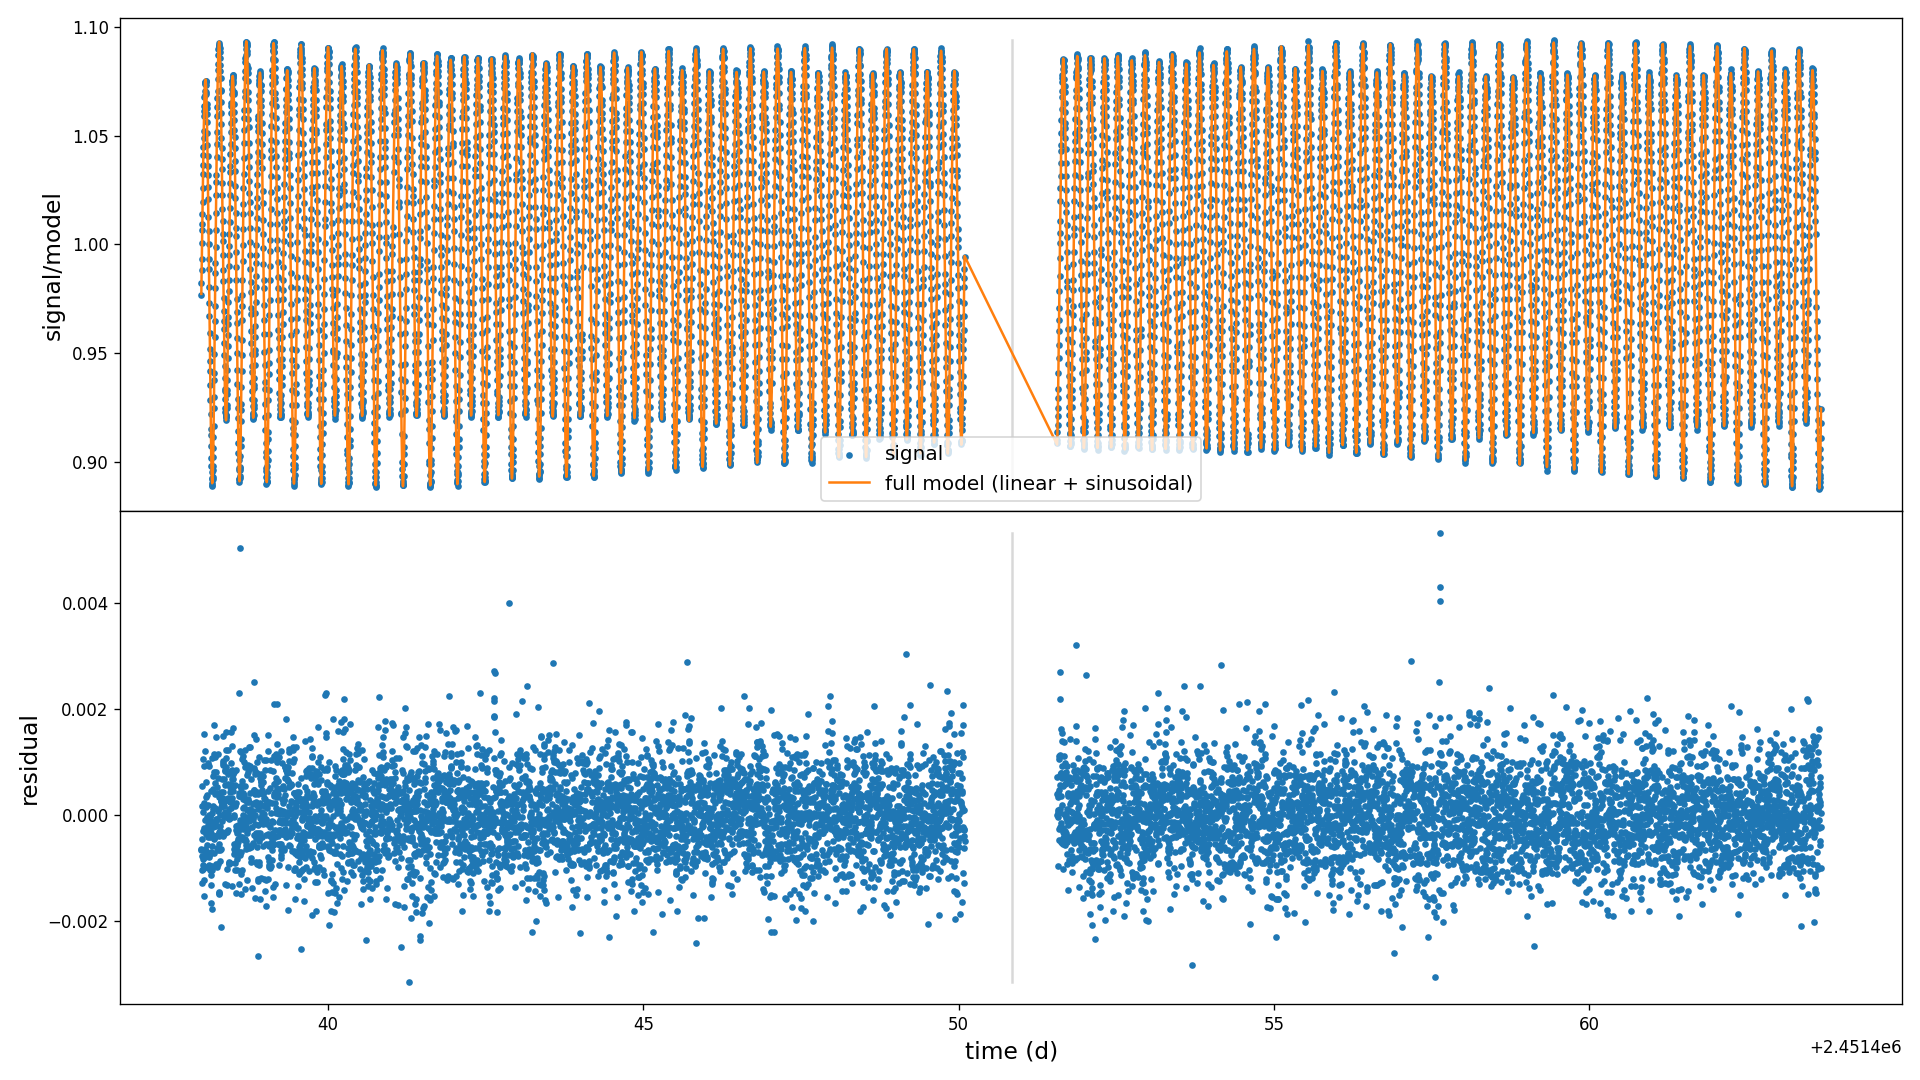 1.10
1.05
1.00
0.95
0.90
signal/model
signal
full model (linear + sinusoidal)
0.004
0.002
0.000
−0.002
residual
40
45
50
55
60
time (d)
+2.4514e6